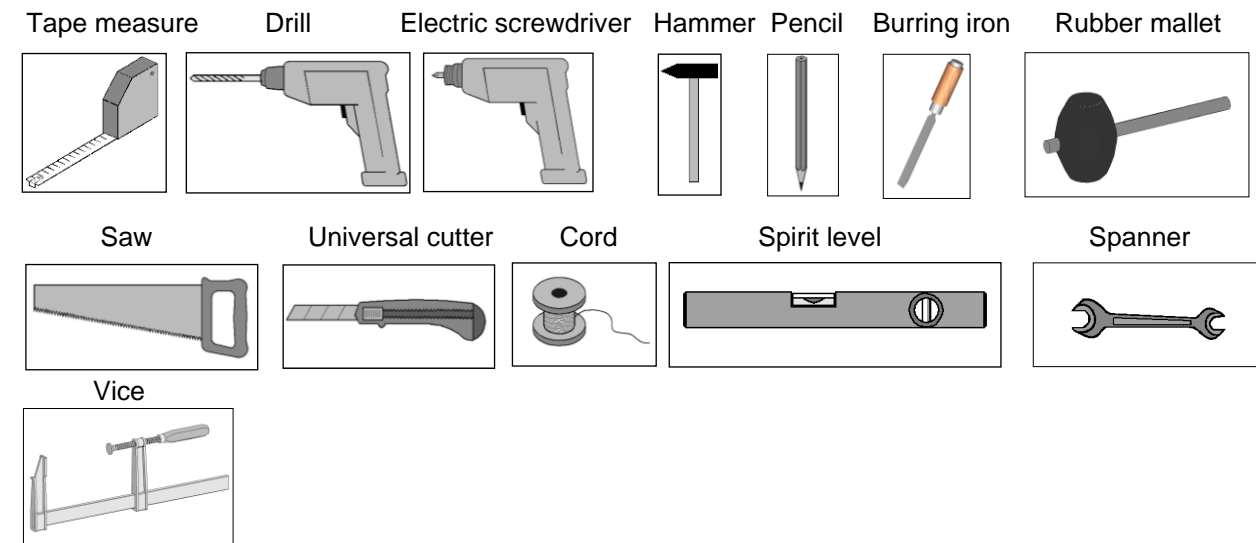 Tape measure Drill Electric screwdriver Hammer Pencil Burring iron Rubber mallet
Saw Universal cutter Cord Spirit level Spanner
Vice